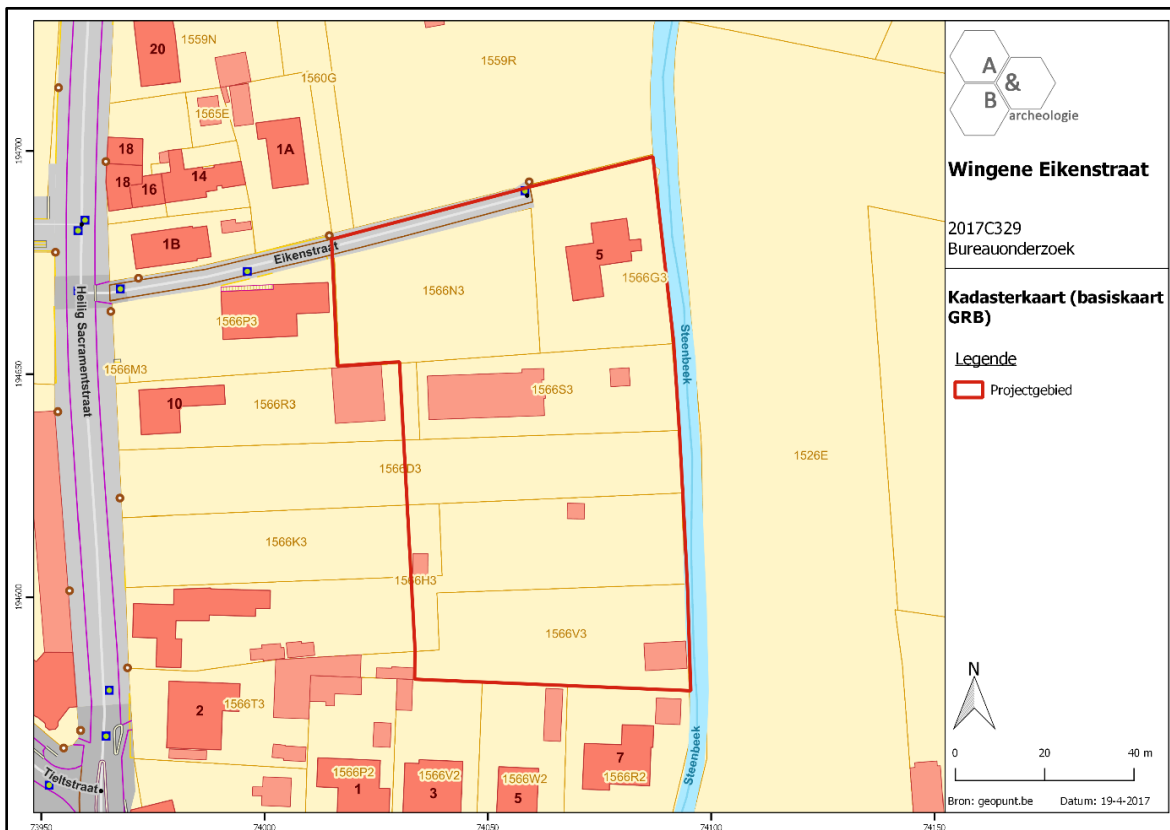 20
1559N
1559R
1560G
1565E
1A
18
18
16
14
1B
Eikenstraat
5
1566G3
1566N3
1566P3
Heilig Sacramentstraat
Steenbeek
1566M3
10
1566R3
1566S3
1526E
1566D3
1566K3
1566H3
1566V3
2
1566T3
Steenbeek
7
1566P2
1566V2
1566W2
1566R2
1
3
5
Tieltstraat
194700
194650
194600
73950
74000
74050
74100
74150
A
&
B
archeologie
Wingene Eikenstraat
2017C329
Bureauonderzoek
Kadasterkaart (basiskaart
GRB)
Legende
Projectgebied
N
0 20 40 m
Bron: geopunt.be Datum: 19-4-2017